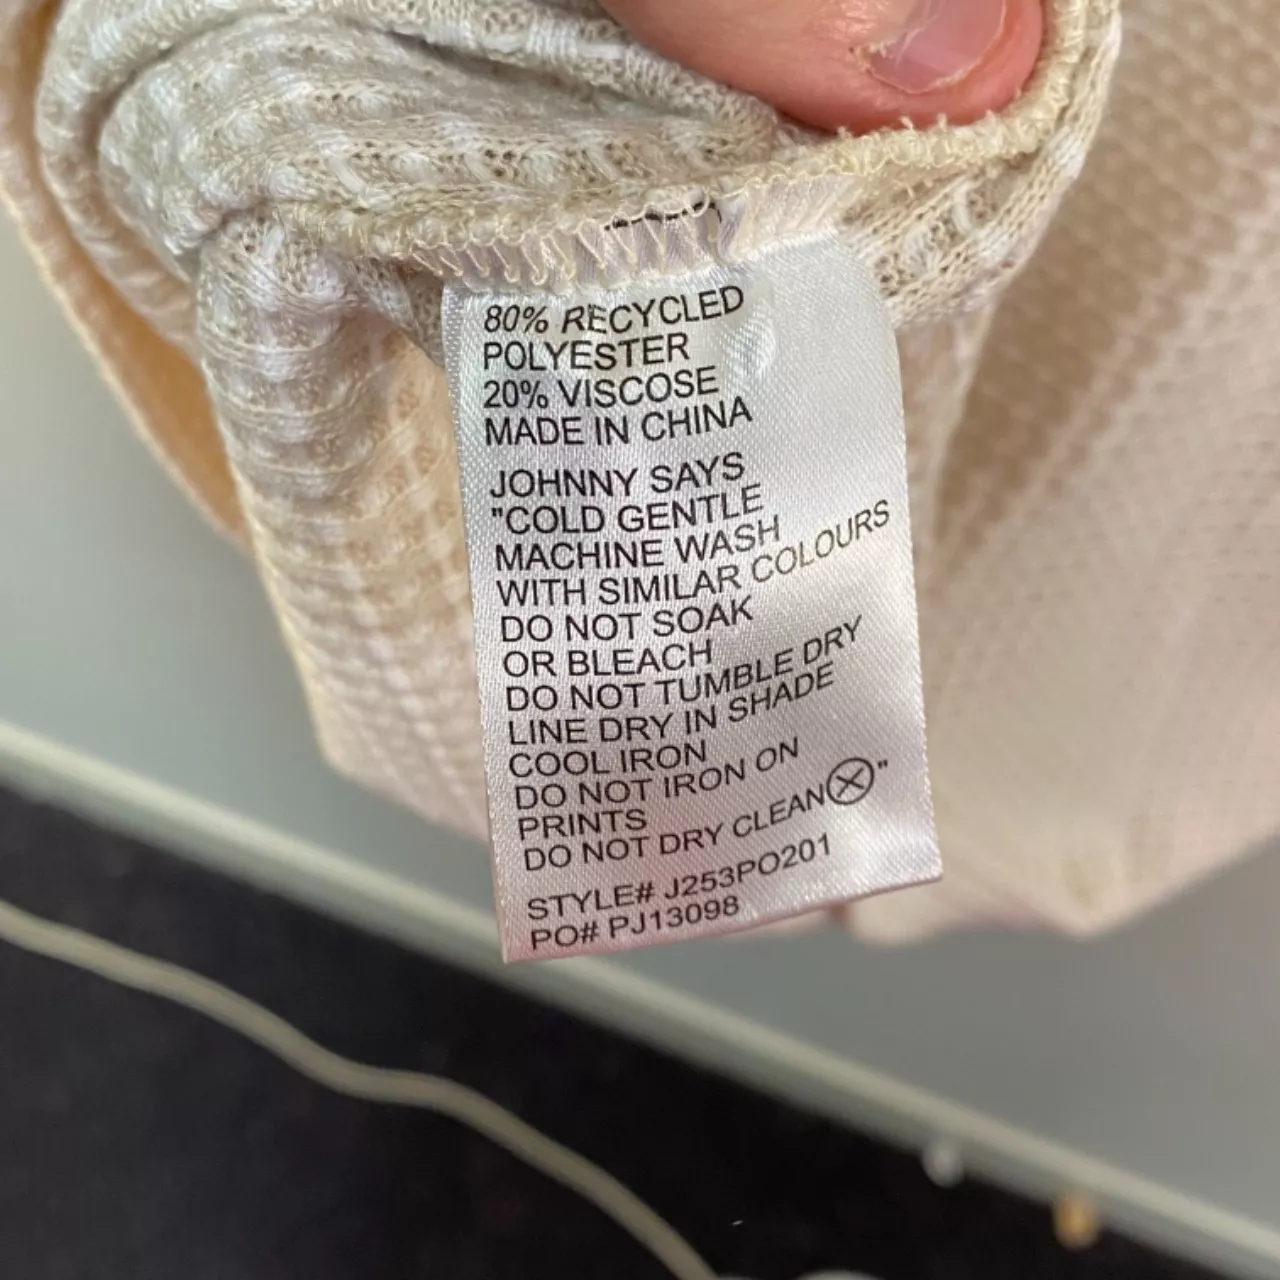 80% RECYCLED
POLYESTER
20% VISCOSE
MADE IN CHINA
JOHNNY SAYS
"COLD GENTLE
MACHINE WASH
WITH SIMILAR COLOURS
DO NOT SOAK
OR BLEACH
DO NOT TUMBLE DRY
LINE DRY IN SHADE
COOL IRON
DO NOT IRON ON
PRINTS
DO NOT DRY CLEAN"
STYLE# J253PO201
PO# PJ13098